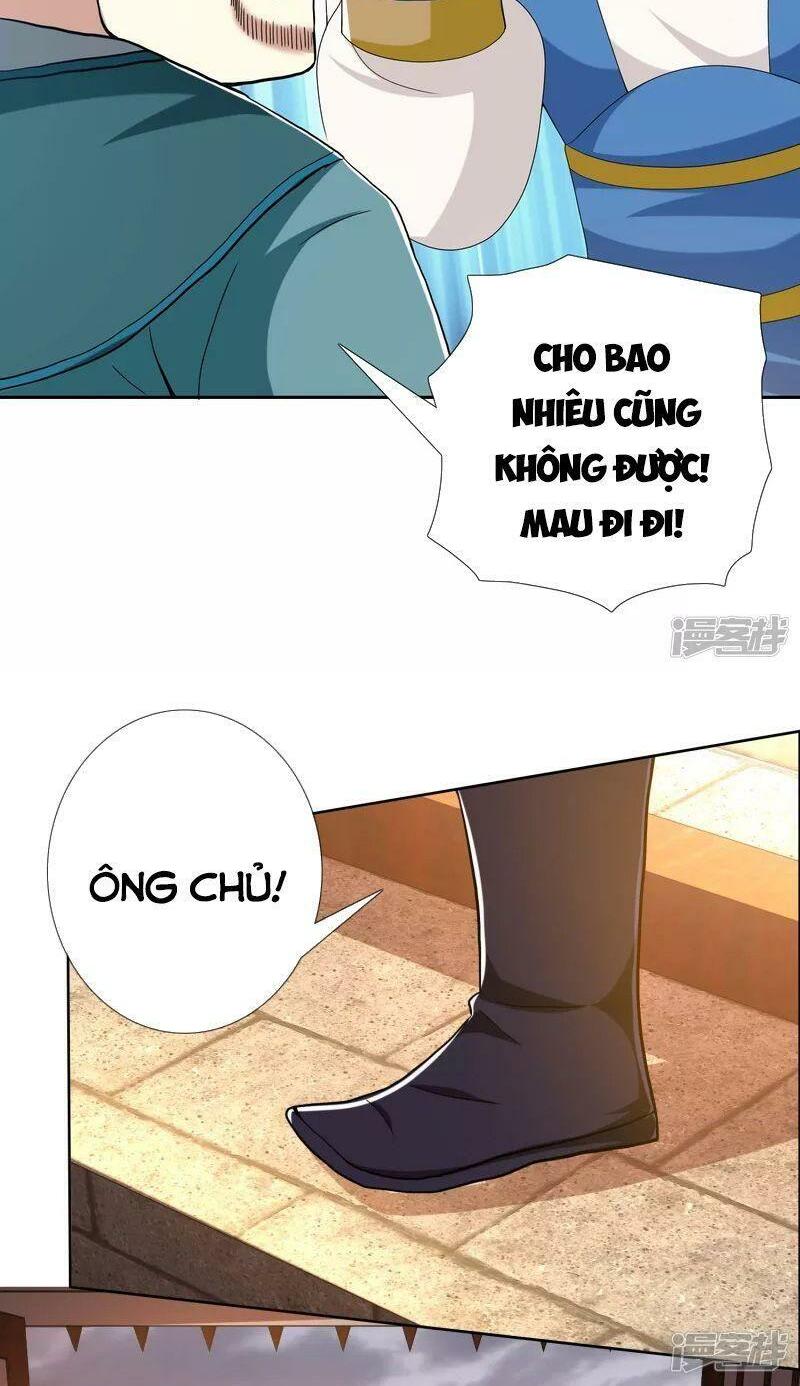 CHO BAO
NHIÊU CŨNG
KHÔNG ĐƯỢC!
MAU ĐI ĐI!
漫客栈
ÔNG CHỦ!
漫客栈